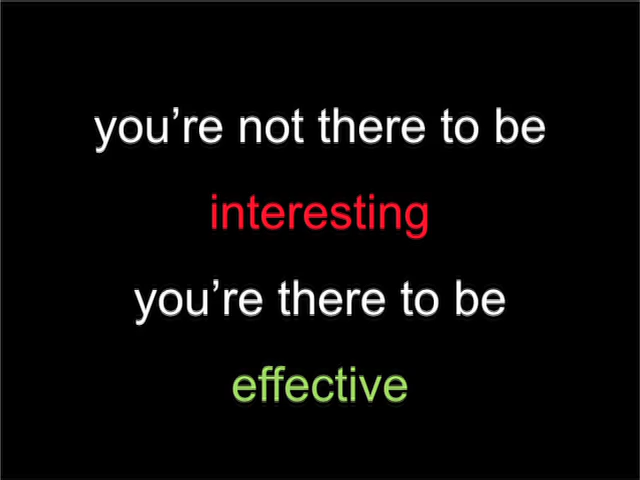 you’re not there to be
interesting
you’re there to be
effective